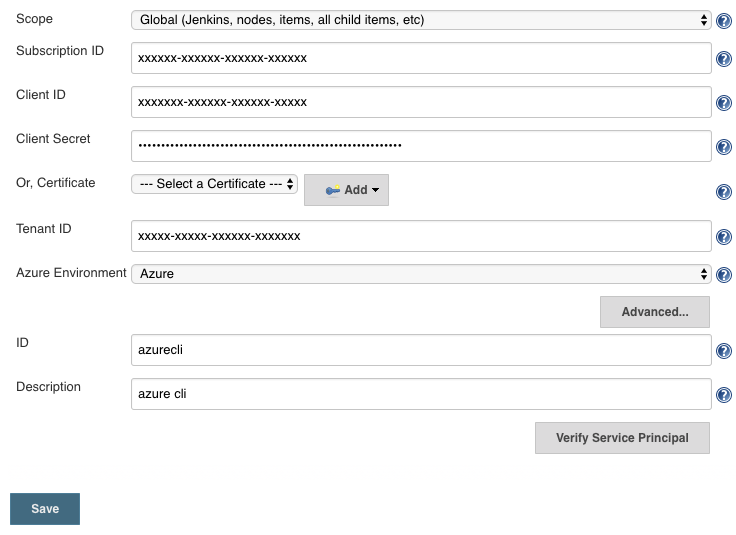 Scope Global (Jenkins, nodes, items, all child items, etc) ?
Subscription ID xxxxxx-xxxxxx-xxxxxx-xxxxxx ?
Client ID xxxxxxx-xxxxxx-xxxxxx-xxxxx ?
Client Secret ?
Or, Certificate --- Select a Certificate --- Add ?
Tenant ID xxxxx-xxxxx-xxxxxx-xxxxxxx ?
Azure Environment Azure ?
Advanced...
ID azurecli ?
Description azure cli ?
Verify Service Principal
Save